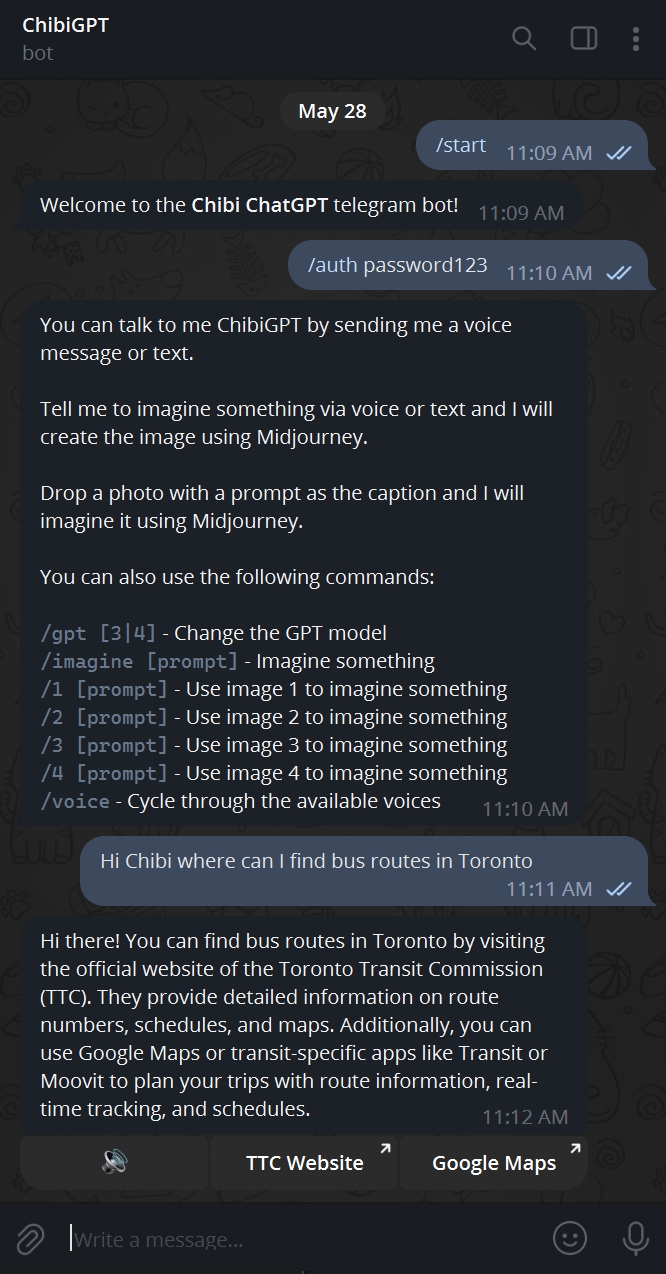 ChibiGPT
bot
May 28
/start 11:09 AM
Welcome to the Chibi ChatGPT telegram bot! 11:09 AM
/auth password123 11:10 AM
You can talk to me ChibiGPT by sending me a voice
message or text.
Tell me to imagine something via voice or text and I will
create the image using Midjourney.
Drop a photo with a prompt as the caption and I will
imagine it using Midjourney.
You can also use the following commands:
/gpt [3|4] - Change the GPT model
/imagine [prompt] - Imagine something
/1 [prompt] - Use image 1 to imagine something
/2 [prompt] - Use image 2 to imagine something
/3 [prompt] - Use image 3 to imagine something
/4 [prompt] - Use image 4 to imagine something
/voice - Cycle through the available voices 11:10 AM
Hi Chibi where can I find bus routes in Toronto
11:11 AM
Hi there! You can find bus routes in Toronto by visiting
the official website of the Toronto Transit Commission
(TTC). They provide detailed information on route
numbers, schedules, and maps. Additionally, you can
use Google Maps or transit-specific apps like Transit or
Moovit to plan your trips with route information, real-
time tracking, and schedules. 11:12 AM
TTC Website Google Maps
Write a message...